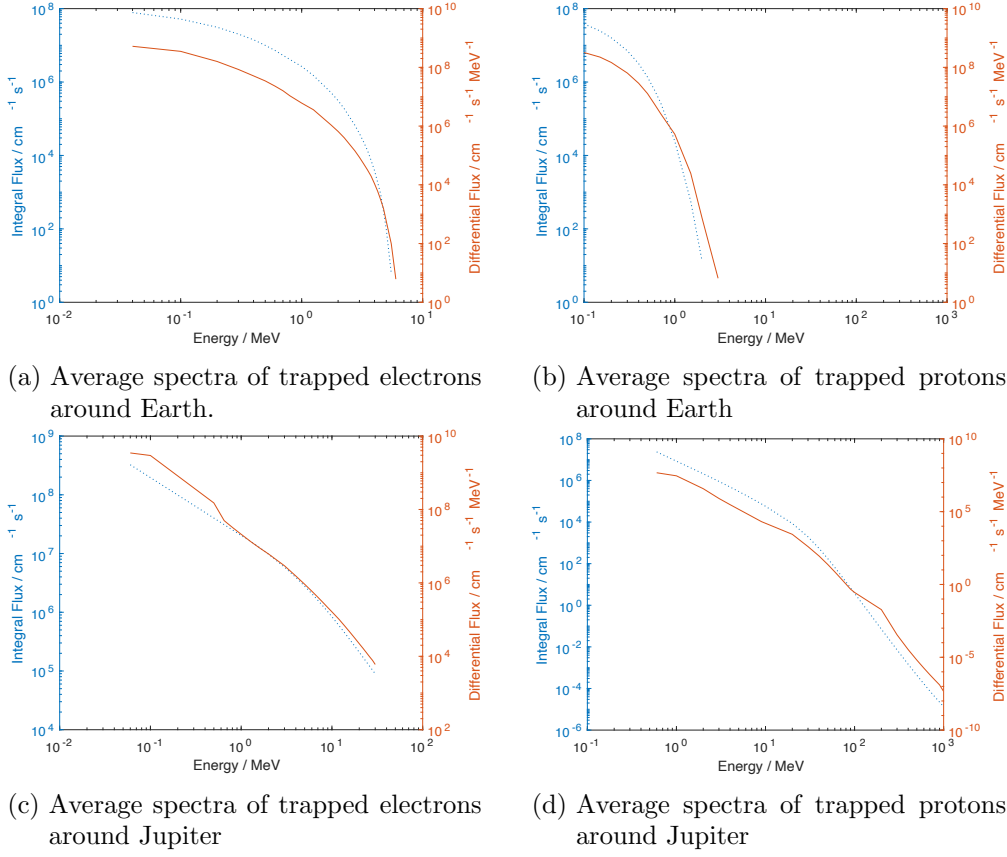 10^8
10^6
10^4
10^2
10^0
Integral Flux / cm ^-1 s^-1
10^10
10^8
10^6
10^4
10^2
10^0
Differential Flux / cm ^-1 s^-1 MeV^-1
10^-2 10^-1 10^0 10^1
Energy / MeV
(a) Average spectra of trapped electrons
around Earth.
10^8
10^6
10^4
10^2
10^0
Integral Flux / cm ^-1 s^-1
10^10
10^8
10^6
10^4
10^2
10^0
Differential Flux / cm ^-1 s^-1 MeV^-1
10^-1 10^0 10^1 10^2 10^3
Energy / MeV
(b) Average spectra of trapped protons
around Earth
10^9
10^8
10^7
10^6
10^5
10^4
Integral Flux / cm ^-1 s^-1
10^10
10^8
10^6
10^4
10^2
Differential Flux / cm ^-1 s^-1 MeV^-1
10^-2 10^-1 10^0 10^1 10^2
Energy / MeV
(c) Average spectra of trapped electrons
around Jupiter
10^8
10^6
10^4
10^2
10^0
10^-2
10^-4
10^-6
Integral Flux / cm ^-1 s^-1
10^10
10^5
10^0
10^-5
10^-10
Differential Flux / cm ^-1 s^-1 MeV^-1
10^-1 10^0 10^1 10^2 10^3
Energy / MeV
(d) Average spectra of trapped protons
around Jupiter